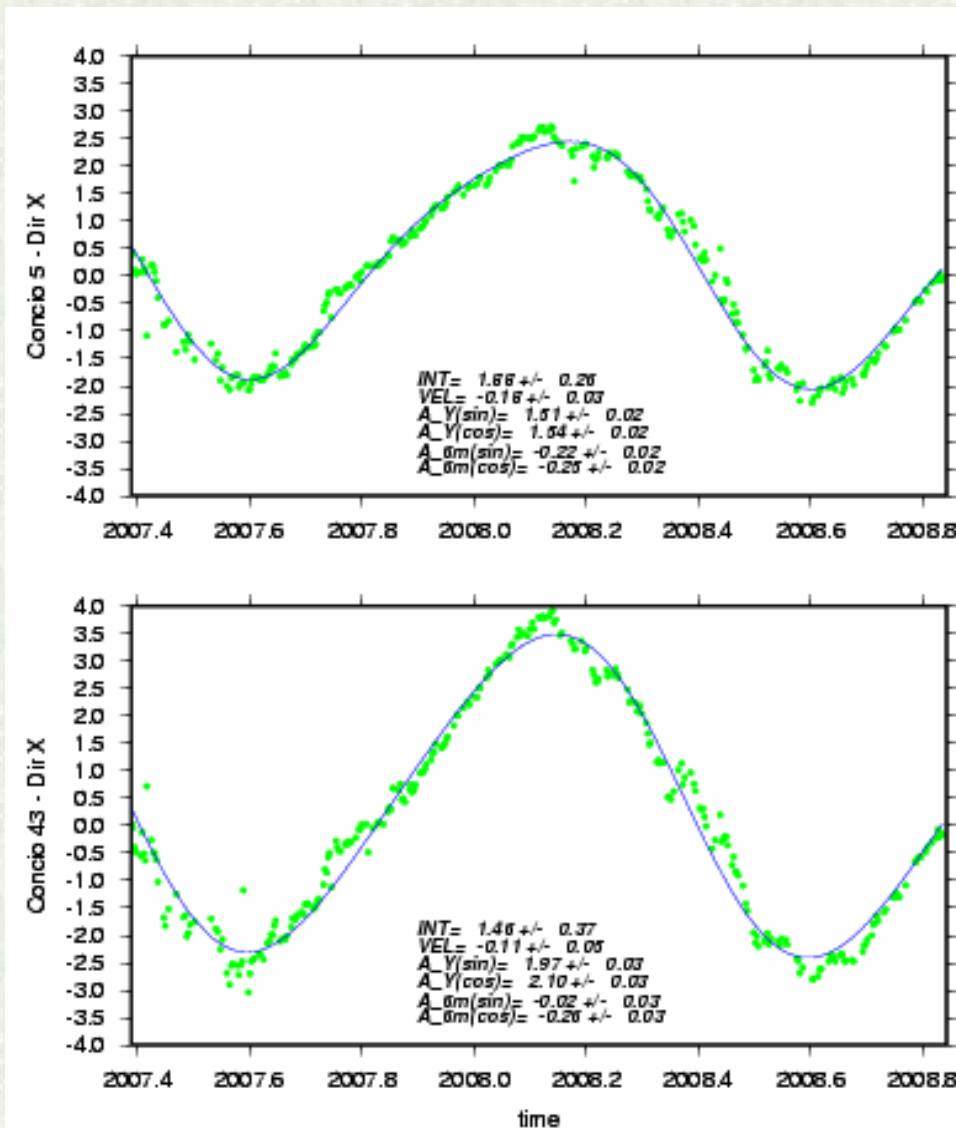 4.0
3.5
3.0
2.5
2.0
1.5
1.0
0.5
0.0
-0.5
-1.0
-1.5
-2.0
-2.5
-3.0
-3.5
-4.0
Concio 5 - Dir X
INT= 1.66 +/- 0.26
VEL= -0.16 +/- 0.03
A_Y(sin)= 1.51 +/- 0.02
A_Y(cos)= 1.54 +/- 0.02
A_6m(sin)= -0.22 +/- 0.02
A_6m(cos)= -0.25 +/- 0.02
2007.4 2007.6 2007.8 2008.0 2008.2 2008.4 2008.6 2008.8
4.0
3.5
3.0
2.5
2.0
1.5
1.0
0.5
0.0
-0.5
-1.0
-1.5
-2.0
-2.5
-3.0
-3.5
-4.0
Concio 43 - Dir X
INT= 1.46 +/- 0.37
VEL= -0.11 +/- 0.05
A_Y(sin)= 1.97 +/- 0.03
A_Y(cos)= 2.10 +/- 0.03
A_6m(sin)= -0.02 +/- 0.03
A_6m(cos)= -0.26 +/- 0.03
2007.4 2007.6 2007.8 2008.0 2008.2 2008.4 2008.6 2008.8
time